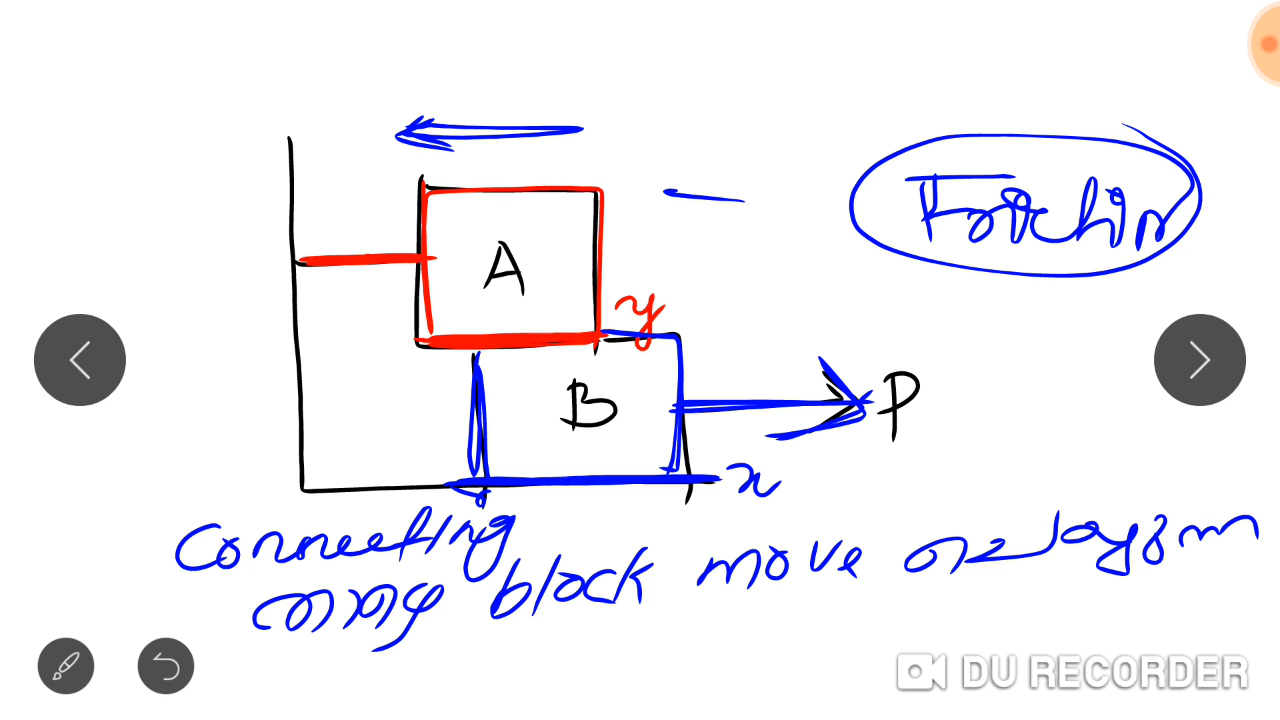 Friction
A
y
B
P
x
connecting
block move
DU RECORDER